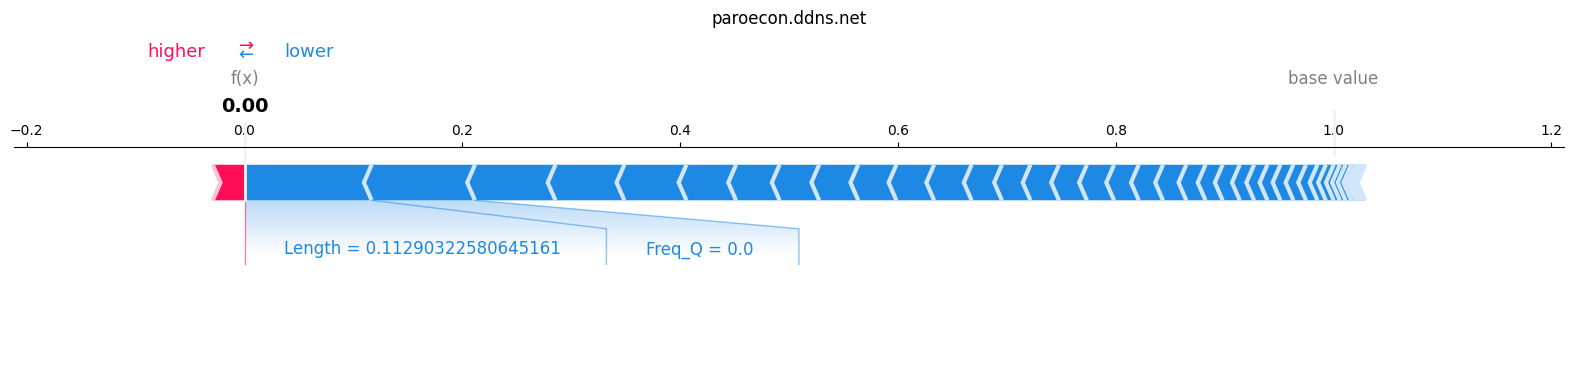 paroecon.ddns.net
higher ⇄ lower
f(x) base value
0.00
−0.2 0.0 0.2 0.4 0.6 0.8 1.0 1.2
Length = 0.11290322580645161 Freq_Q = 0.0